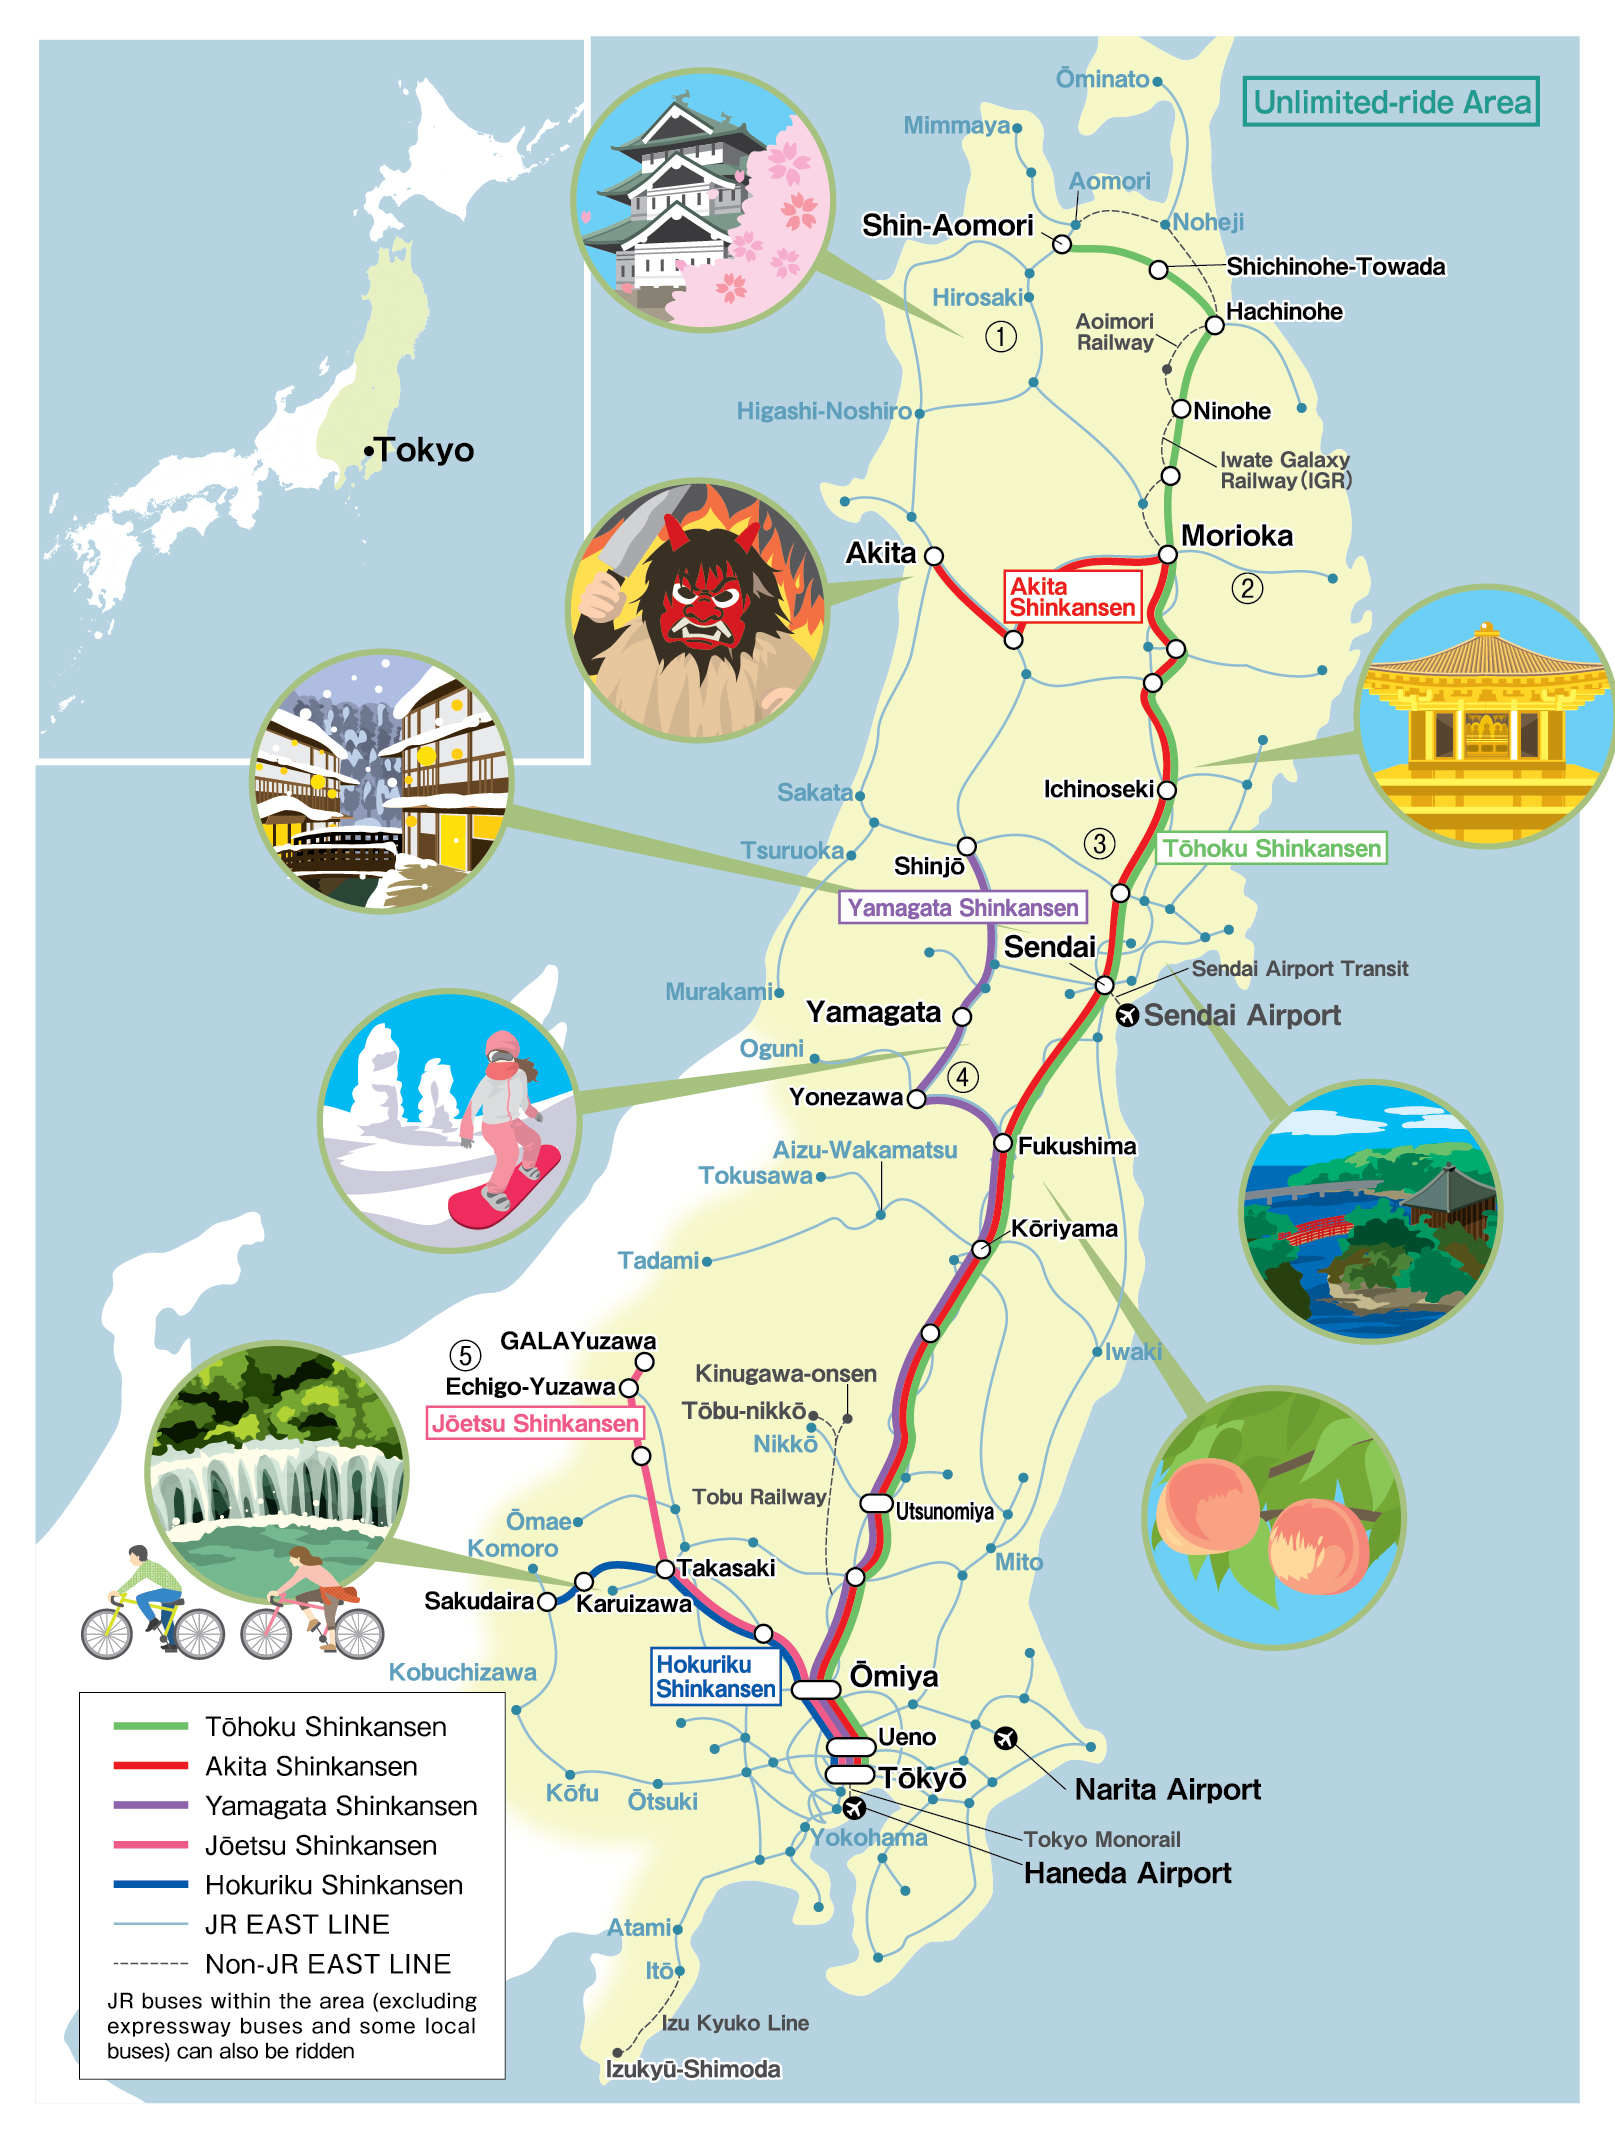 Unlimited-ride Area
Tokyo
Ōminato
Mimmaya
Aomori
Shin-Aomori
Noheji
Shichinohe-Towada
Hirosaki
Hachinohe
①
Aoimori
Railway
Higashi-Noshiro
Ninohe
Iwate Galaxy
Railway(IGR)
Morioka
Akita
Akita
Shinkansen
②
Sakata
Ichinoseki
Tsuruoka
Shinjō
③
Tōhoku Shinkansen
Yamagata Shinkansen
Sendai
Sendai Airport Transit
Murakami
Yamagata
Sendai Airport
Oguni
④
Yonezawa
Aizu-Wakamatsu
Fukushima
Tokusawa
Kōriyama
Tadami
GALAYuzawa
⑤
Iwaki
Echigo-Yuzawa
Kinugawa-onsen
Jōetsu Shinkansen
Tōbu-nikkō
Nikkō
Tobu Railway
Utsunomiya
Ōmae
Komoro
Mito
Takasaki
Sakudaira
Karuizawa
Kobuchizawa
Hokuriku
Shinkansen
Ōmiya
Ueno
Tōkyō
Kōfu
Ōtsuki
Narita Airport
Yokohama
Tokyo Monorail
Haneda Airport
Atami
Itō
Izu Kyuko Line
Izukyū-Shimoda
Tōhoku Shinkansen
Akita Shinkansen
Yamagata Shinkansen
Jōetsu Shinkansen
Hokuriku Shinkansen
JR EAST LINE
Non-JR EAST LINE
JR buses within the area (excluding
expressway buses and some local
buses) can also be ridden